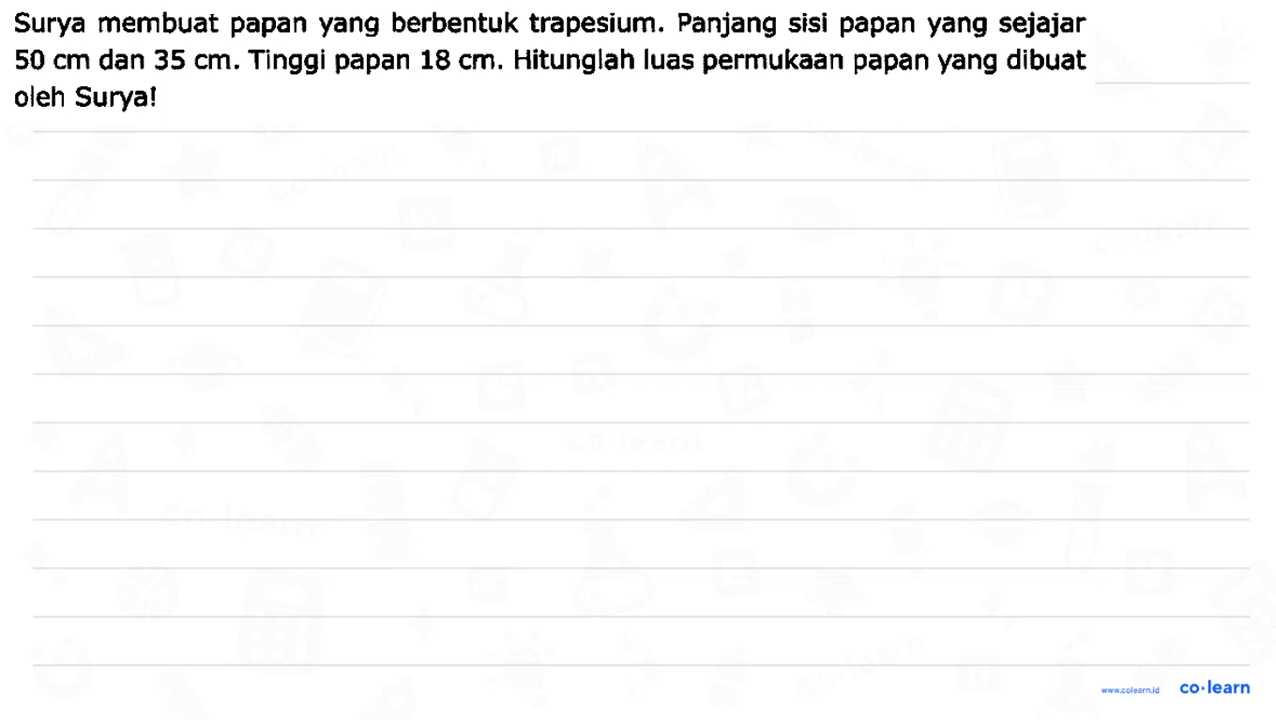 Surya membuat papan yang berbentuk trapesium. Panjang sisi papan yang sejajar
50 cm dan 35 cm. Tinggi papan 18 cm. Hitunglah luas permukaan papan yang dibuat
oleh Surya!
www.colearn.id co·learn